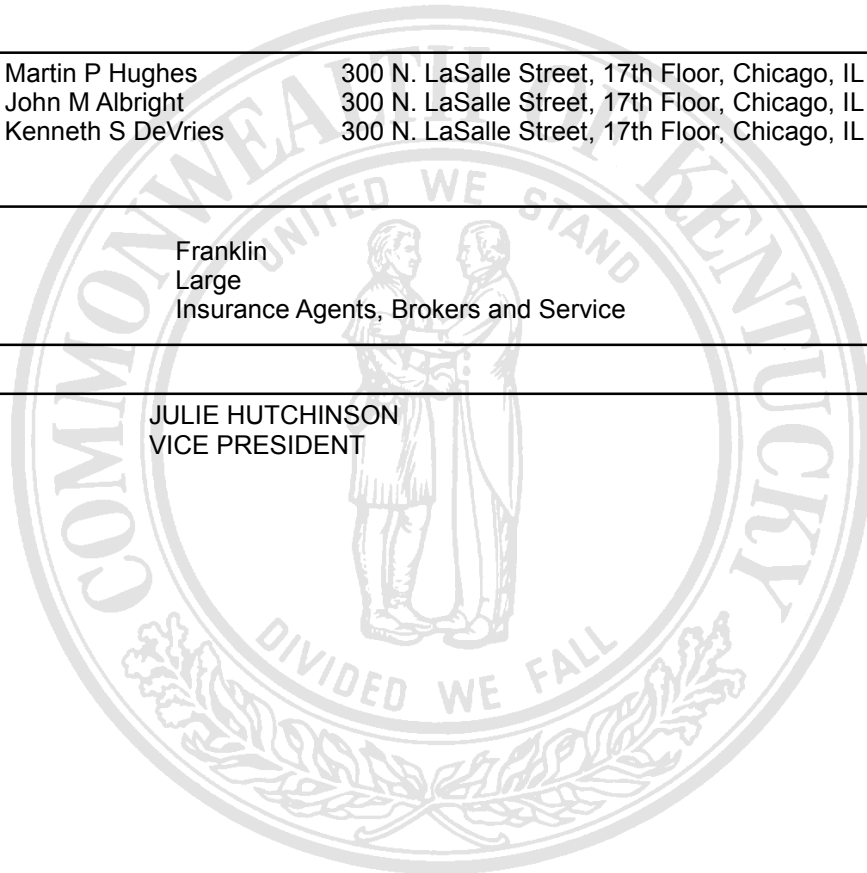 Martin P Hughes 300 N. LaSalle Street, 17th Floor, Chicago, IL
John M Albright 300 N. LaSalle Street, 17th Floor, Chicago, IL
Kenneth S DeVries 300 N. LaSalle Street, 17th Floor, Chicago, IL
Franklin
Large
Insurance Agents, Brokers and Service
JULIE HUTCHINSON
VICE PRESIDENT
COMMONWEALTH OF KENTUCKY
UNITED WE STAND
DIVIDED WE FALL